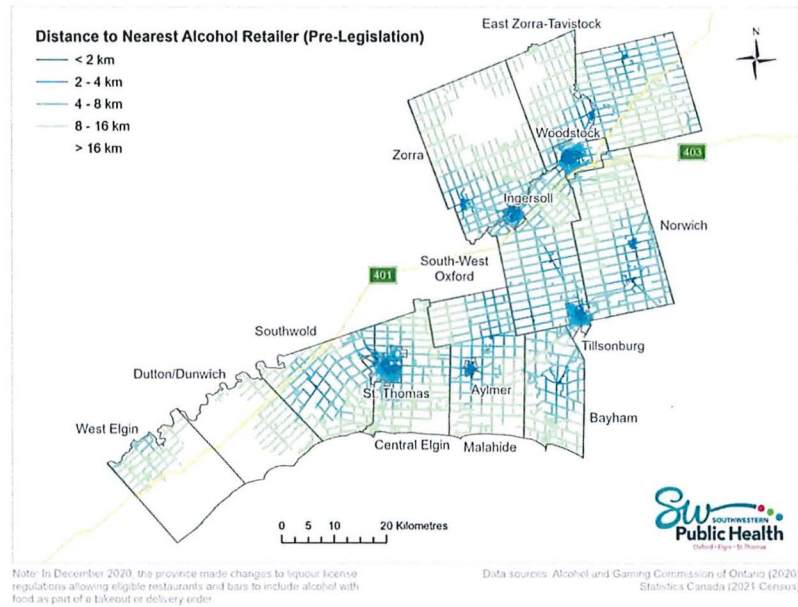 Distance to Nearest Alcohol Retailer (Pre-Legislation)
< 2 km
2 - 4 km
4 - 8 km
8 - 16 km
> 16 km
East Zorra-Tavistock
N
Woodstock
Zorra
403
Ingersoll
Norwich
South-West
Oxford
401
Southwold
Tillsonburg
Dutton/Dunwich
St. Thomas
Aylmer
West Elgin
Bayham
Central Elgin
Malahide
0 5 10 20 Kilometres
SW
SOUTHWESTERN
Public Health
Oxford · Elgin · St. Thomas
Note: In December 2020, the province made changes to liquour license
regulations allowing eligible restaurants and bars to include alcohol with
food as part of a takeout or delivery order.
Data sources: Alcohol and Gaming Commission of Ontario (2020)
Statistics Canada (2021 Census)